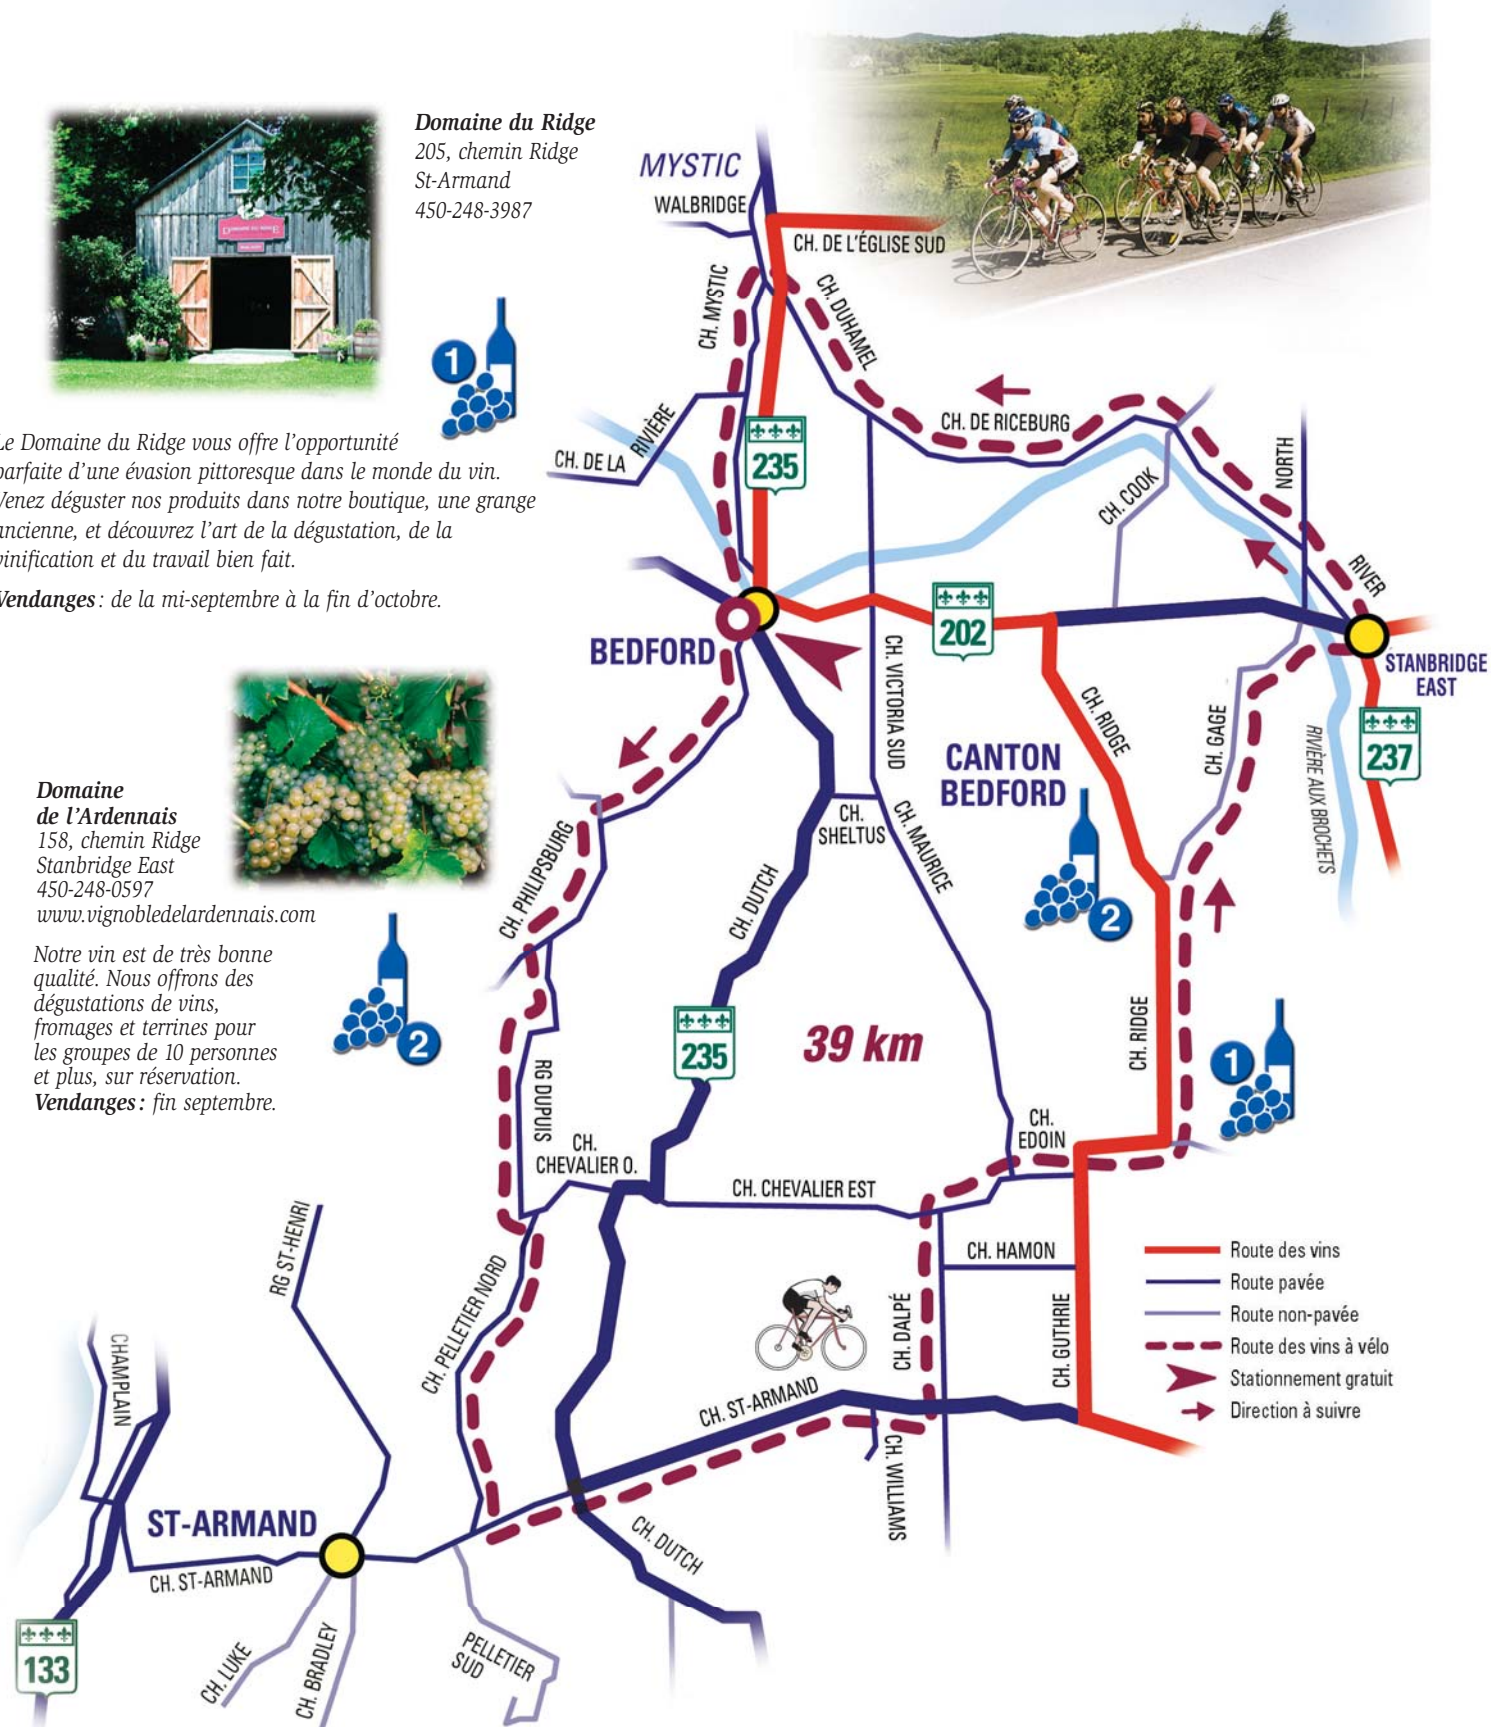 Domaine du Ridge
205, chemin Ridge
St-Armand
450-248-3987
1
Le Domaine du Ridge vous offre l'opportunité
parfaite d'une évasion pittoresque dans le monde du vin.
Venez déguster nos produits dans notre boutique, une grange
ancienne, et découvrez l'art de la dégustation, de la
vinification et du travail bien fait.
Vendanges : de la mi-septembre à la fin d'octobre.
Domaine
de l'Ardennais
158, chemin Ridge
Stanbridge East
450-248-0597
www.vignobledelardennais.com
Notre vin est de très bonne
qualité. Nous offrons des
dégustations de vins,
fromages et terrines pour
les groupes de 10 personnes
et plus, sur réservation.
Vendanges : fin septembre.
2
MYSTIC
WALBRIDGE
CH. DE L'ÉGLISE SUD
CH. MYSTIC
CH. DUHAMEL
CH. DE RICEBURG
CH. DE LA
RIVIÈRE
235
CH. COOK
NORTH
RIVER
BEDFORD
202
STANBRIDGE
EAST
CH. VICTORIA SUD
CH. RIDGE
CH. GAGE
RIVIÈRE AUX BROCHETS
237
CANTON
BEDFORD
CH.
SHELTUS
CH. MAURICE
CH. PHILIPSBURG
CH. DUTCH
2
235
39 km
CH. RIDGE
1
RG DUPUIS
CH.
CHEVALIER O.
CH.
EDOIN
CH. CHEVALIER EST
RG ST-HENRI
CH. PELLETIER NORD
CH. HAMON
CH. DALPÉ
CH. GUTHRIE
Route des vins
Route pavée
Route non-pavée
Route des vins à vélo
Stationnement gratuit
Direction à suivre
CHAMPLAIN
CH. ST-ARMAND
CH. WILLIAMS
ST-ARMAND
CH. ST-ARMAND
CH. DUTCH
133
CH. LUKE
CH. BRADLEY
PELLETIER
SUD